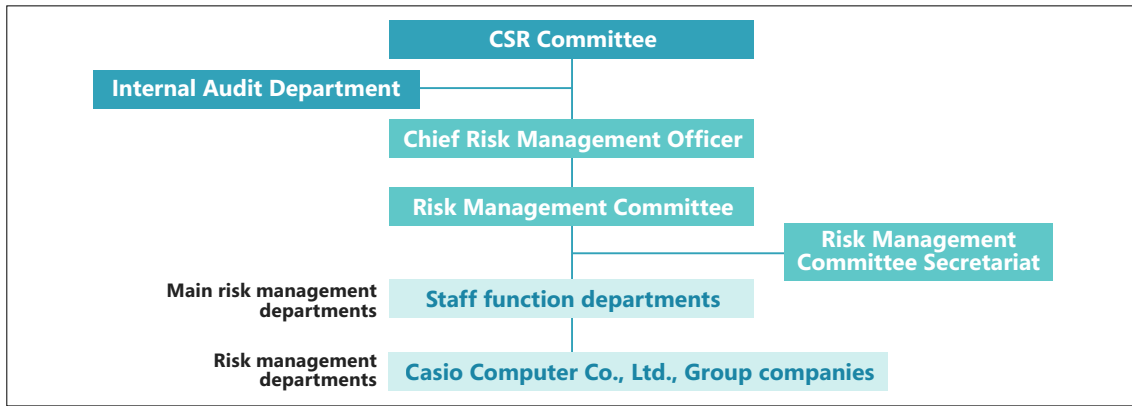 CSR Committee
Internal Audit Department
Chief Risk Management Officer
Risk Management Committee
Risk Management
Committee Secretariat
Main risk management
departments
Staff function departments
Risk management
departments
Casio Computer Co., Ltd., Group companies